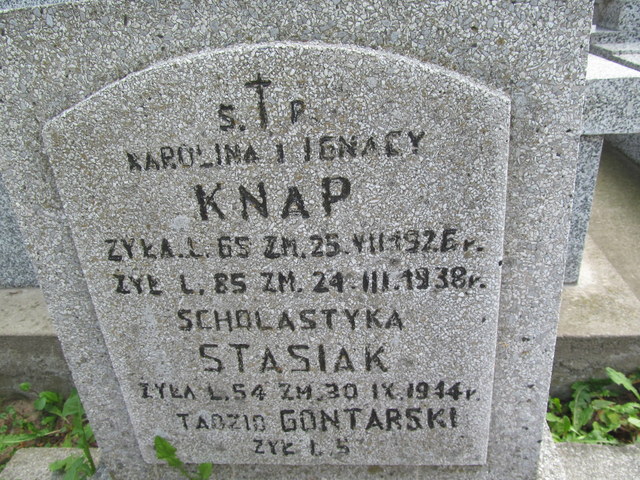 Ś. P.
KAROLINA I IGNACY
KNAP
ŻYŁA L. 65 ZM. 25.VII.1926 r.
ŻYŁ L. 85 ZM. 24.III.1938 r.
SCHOLASTYKA
STASIAK
ŻYŁA L. 54 ZM. 30 IX.1944 r.
TADZIO GONTARSKI
ŻYŁ L. 5